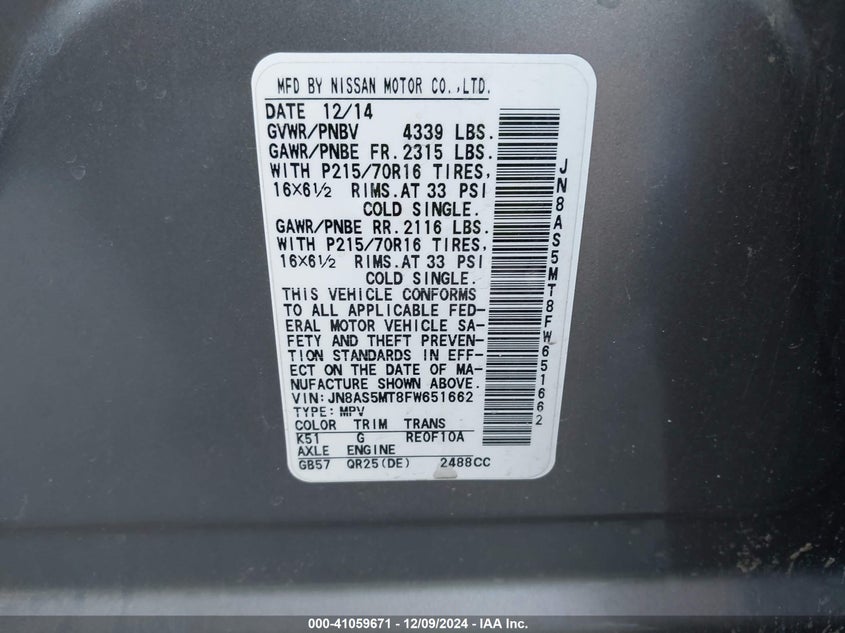 MFD BY NISSAN MOTOR CO.,LTD.
DATE 12/14
GVWR/PNBV 4339 LBS.
GAWR/PNBE FR. 2315 LBS.
WITH P215/70R16 TIRES,
16X6½ RIMS.AT 33 PSI
COLD SINGLE.
GAWR/PNBE RR. 2116 LBS.
WITH P215/70R16 TIRES,
16X6½ RIMS.AT 33 PSI
COLD SINGLE.
THIS VEHICLE CONFORMS
TO ALL APPLICABLE FED-
ERAL MOTOR VEHICLE SA-
FETY AND THEFT PREVEN-
TION STANDARDS IN EFF-
ECT ON THE DATE OF MA-
NUFACTURE SHOWN ABOVE.
VIN:JN8AS5MT8FW651662
TYPE:MPV
COLOR TRIM TRANS
K51 G RE0F10A
AXLE ENGINE
GB57 QR25(DE) 2488CC
JN8AS5MT8FW651662
000-41059671 - 12/09/2024 - IAA Inc.